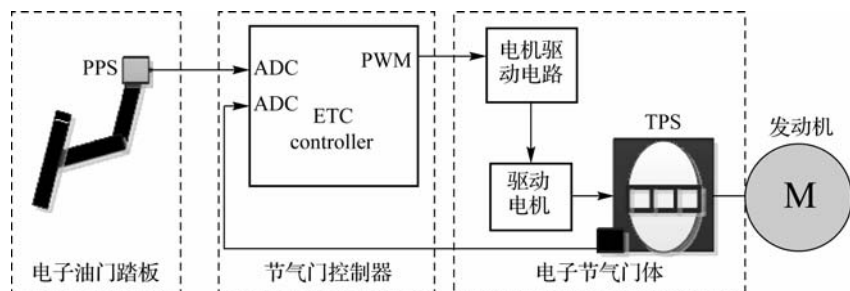 PPS
电子油门踏板
ADC
PWM
ADC
ETC
controller
节气门控制器
电机驱
动电路
驱动
电机
TPS
电子节气门体
发动机
M